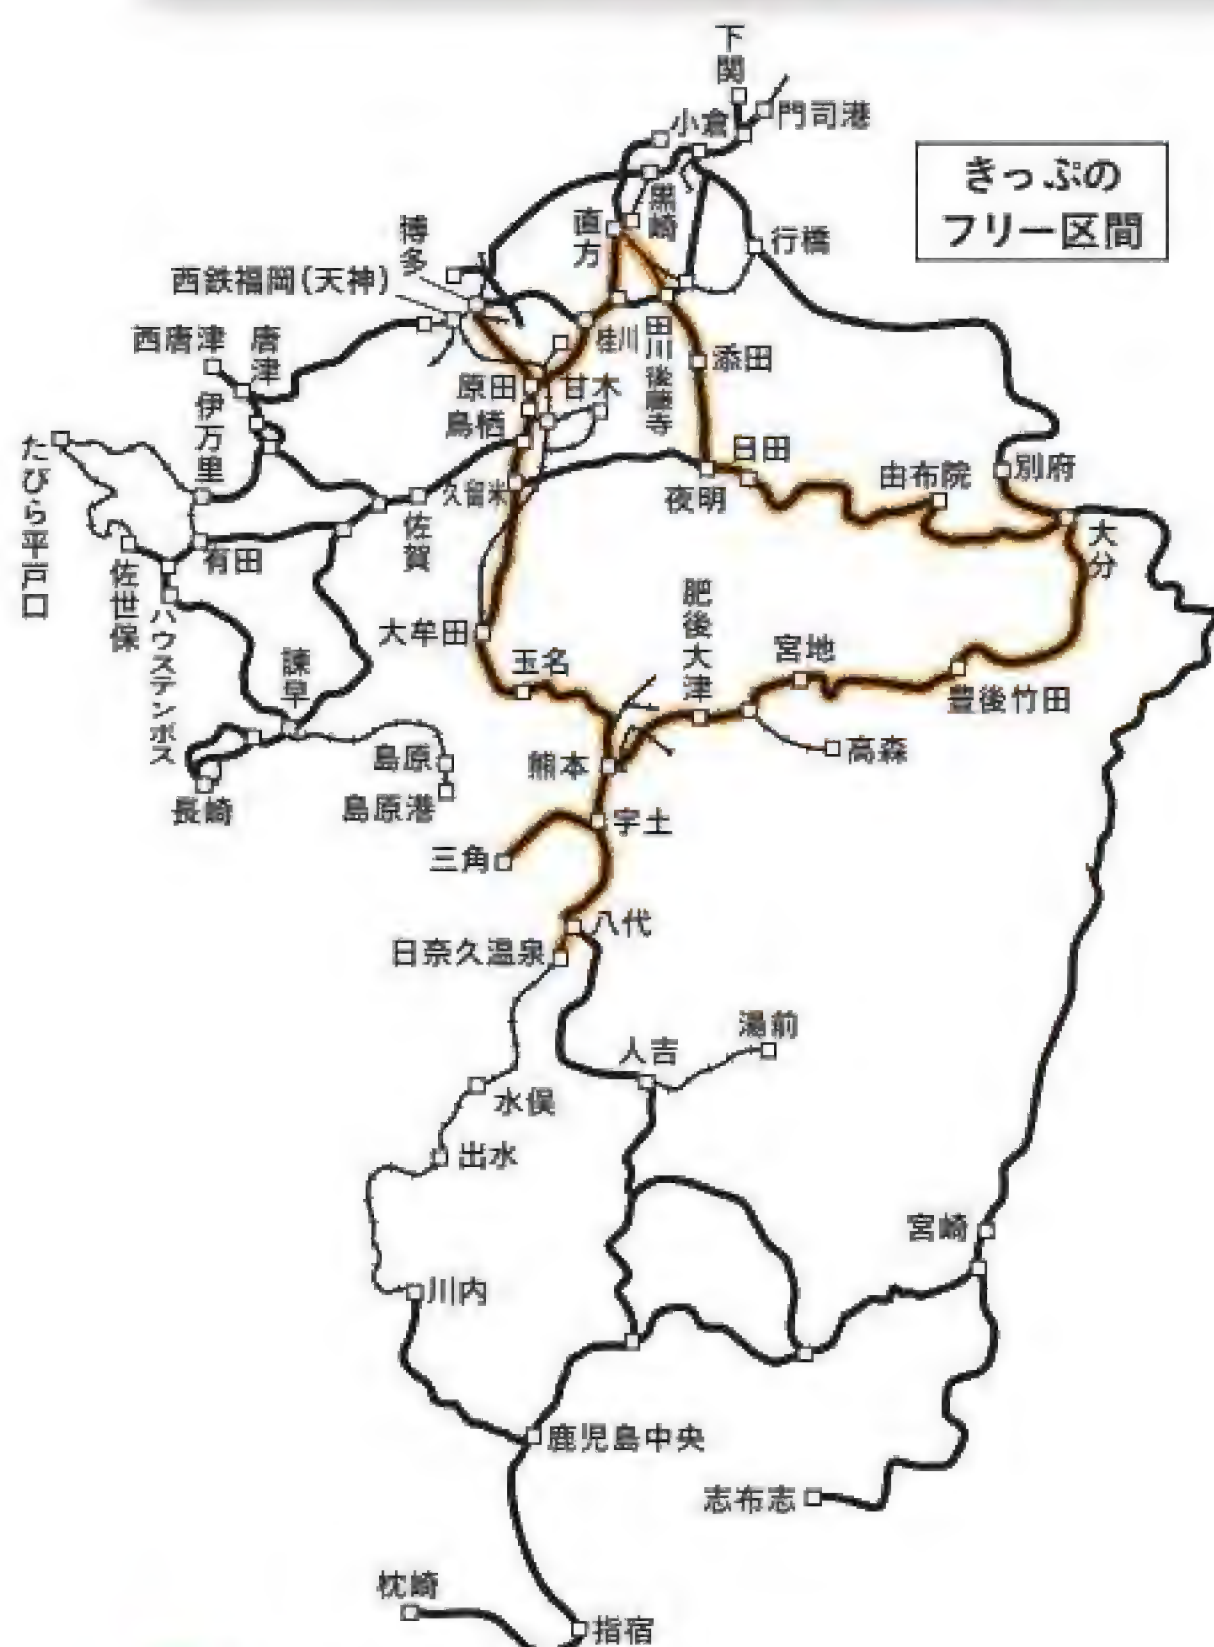 下関
小倉
門司港
きっぷの
フリー区間
黒崎
直方
行橋
博多
西鉄福岡(天神)
西唐津
唐津
桂川
田川後藤寺
添田
原田
甘木
伊万里
鳥栖
たびら平戸口
日田
由布院
別府
久留米
夜明
佐賀
大分
有田
佐世保
ハウステンボス
大牟田
肥後大津
玉名
宮地
諫早
豊後竹田
島原
熊本
高森
長崎
島原港
宇土
三角
八代
日奈久温泉
湯前
人吉
水俣
出水
宮崎
川内
鹿児島中央
志布志
枕崎
指宿